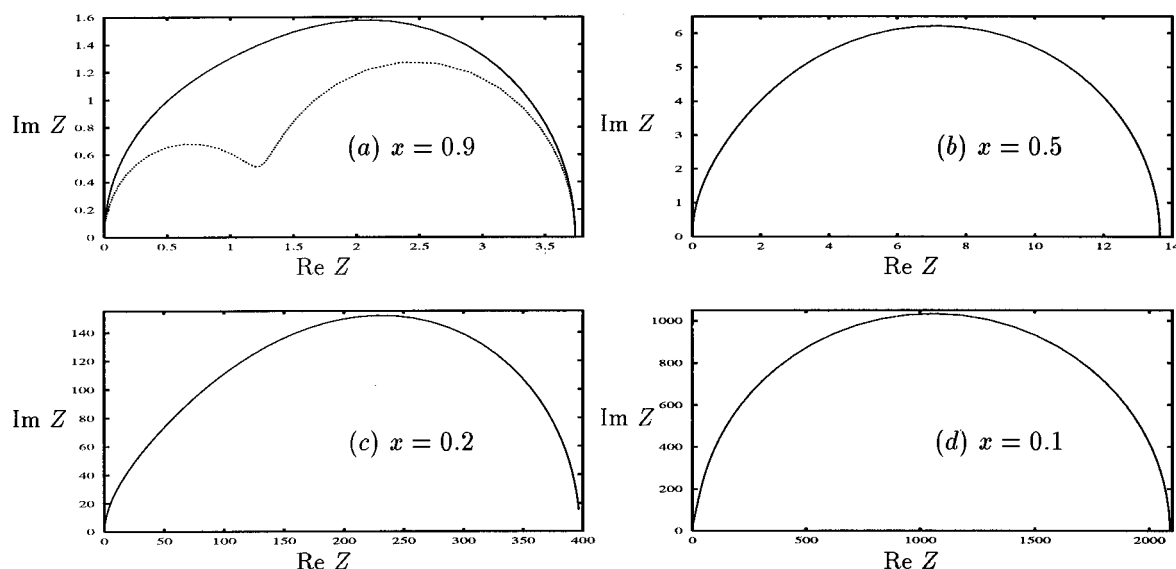 1.6
1.4
1.2
1
0.8
0.6
0.4
0.2
0
Im Z
(a) x = 0.9
0 0.5 1 1.5 2 2.5 3 3.5
Re Z
6
5
4
3
2
1
0
Im Z
(b) x = 0.5
0 2 4 6 8 10 12 14
Re Z
140
120
100
80
60
40
20
0
Im Z
(c) x = 0.2
0 50 100 150 200 250 300 350 400
Re Z
1000
800
600
400
200
0
Im Z
(d) x = 0.1
0 500 1000 1500 2000
Re Z